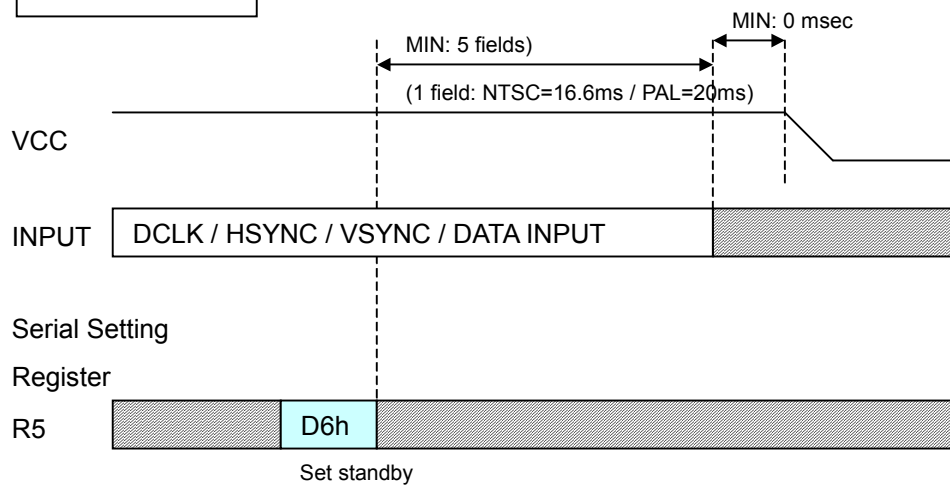 MIN: 0 msec
MIN: 5 fields)
(1 field: NTSC=16.6ms / PAL=20ms)
VCC
INPUT
DCLK / HSYNC / VSYNC / DATA INPUT
Serial Setting
Register
R5
D6h
Set standby